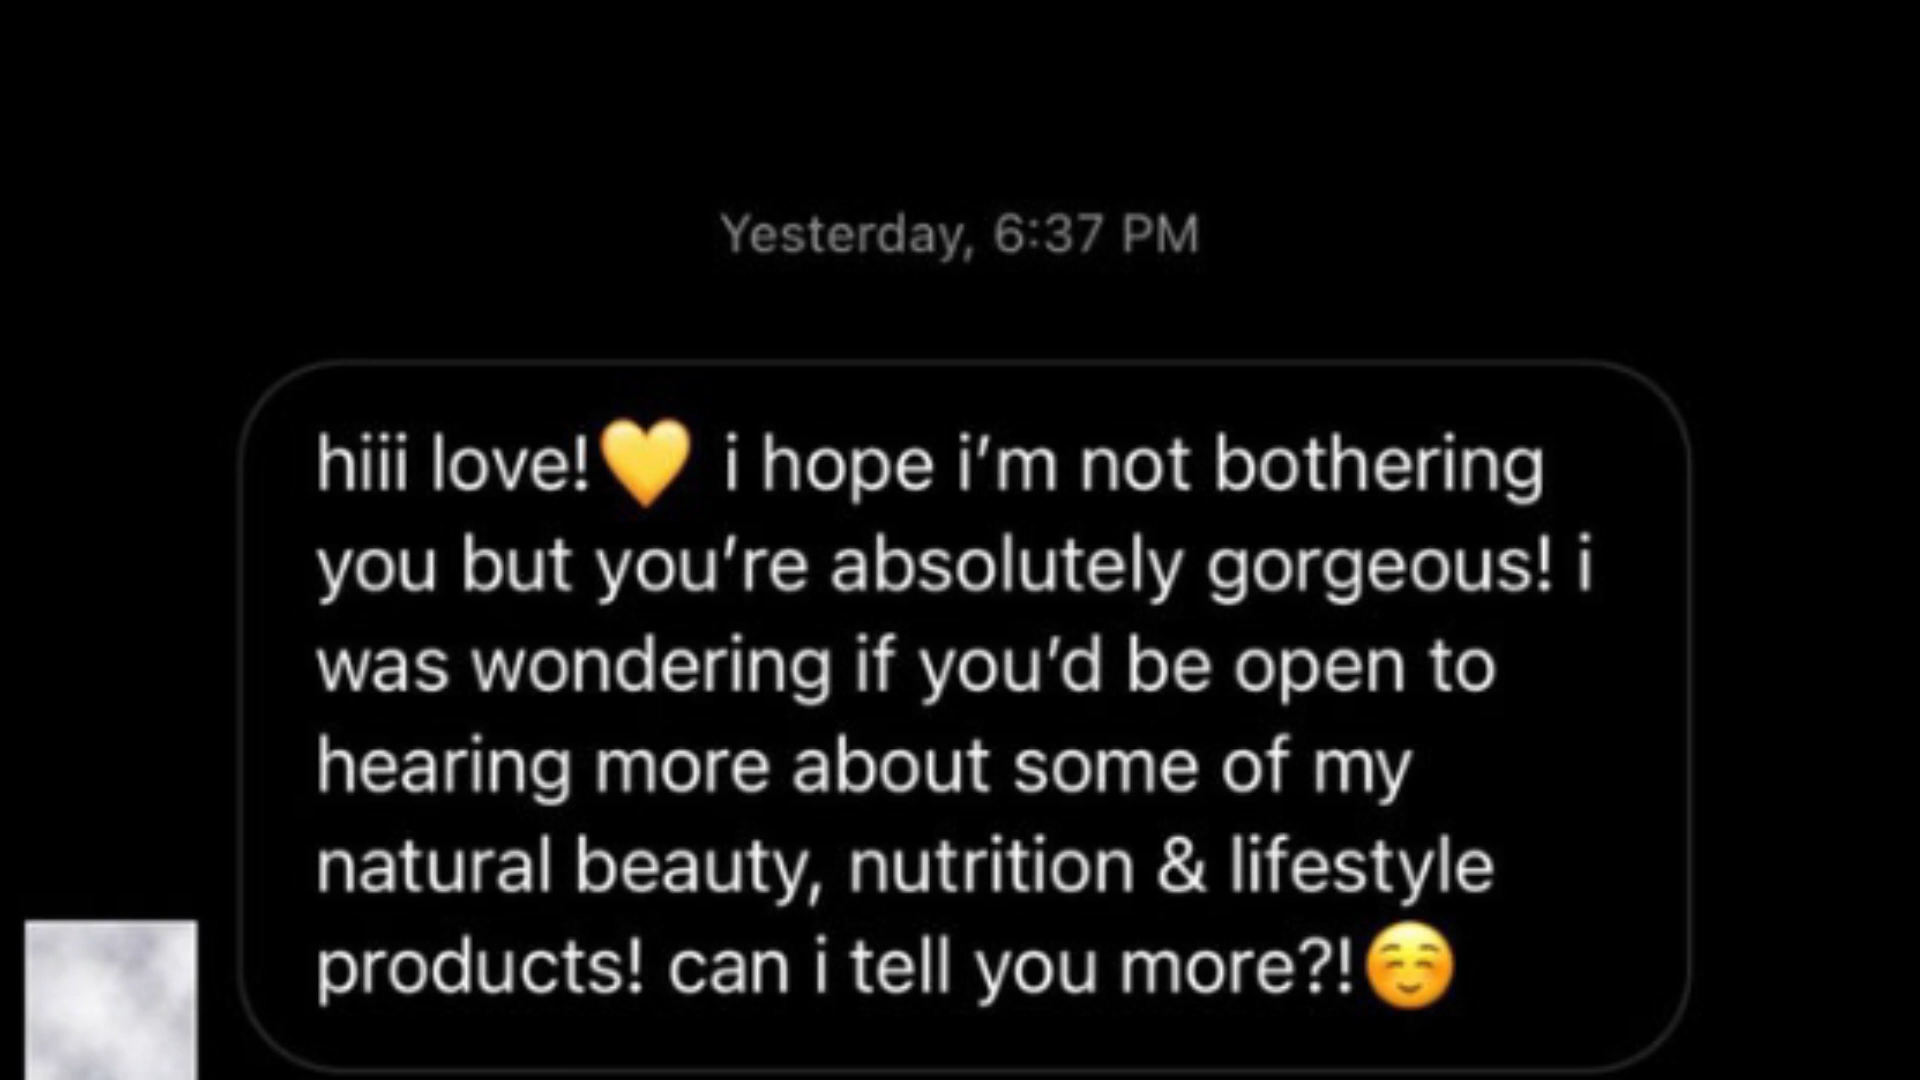 Yesterday, 6:37 PM
hiii love!💛 i hope i’m not bothering
you but you’re absolutely gorgeous! i
was wondering if you’d be open to
hearing more about some of my
natural beauty, nutrition & lifestyle
products! can i tell you more?!☺️